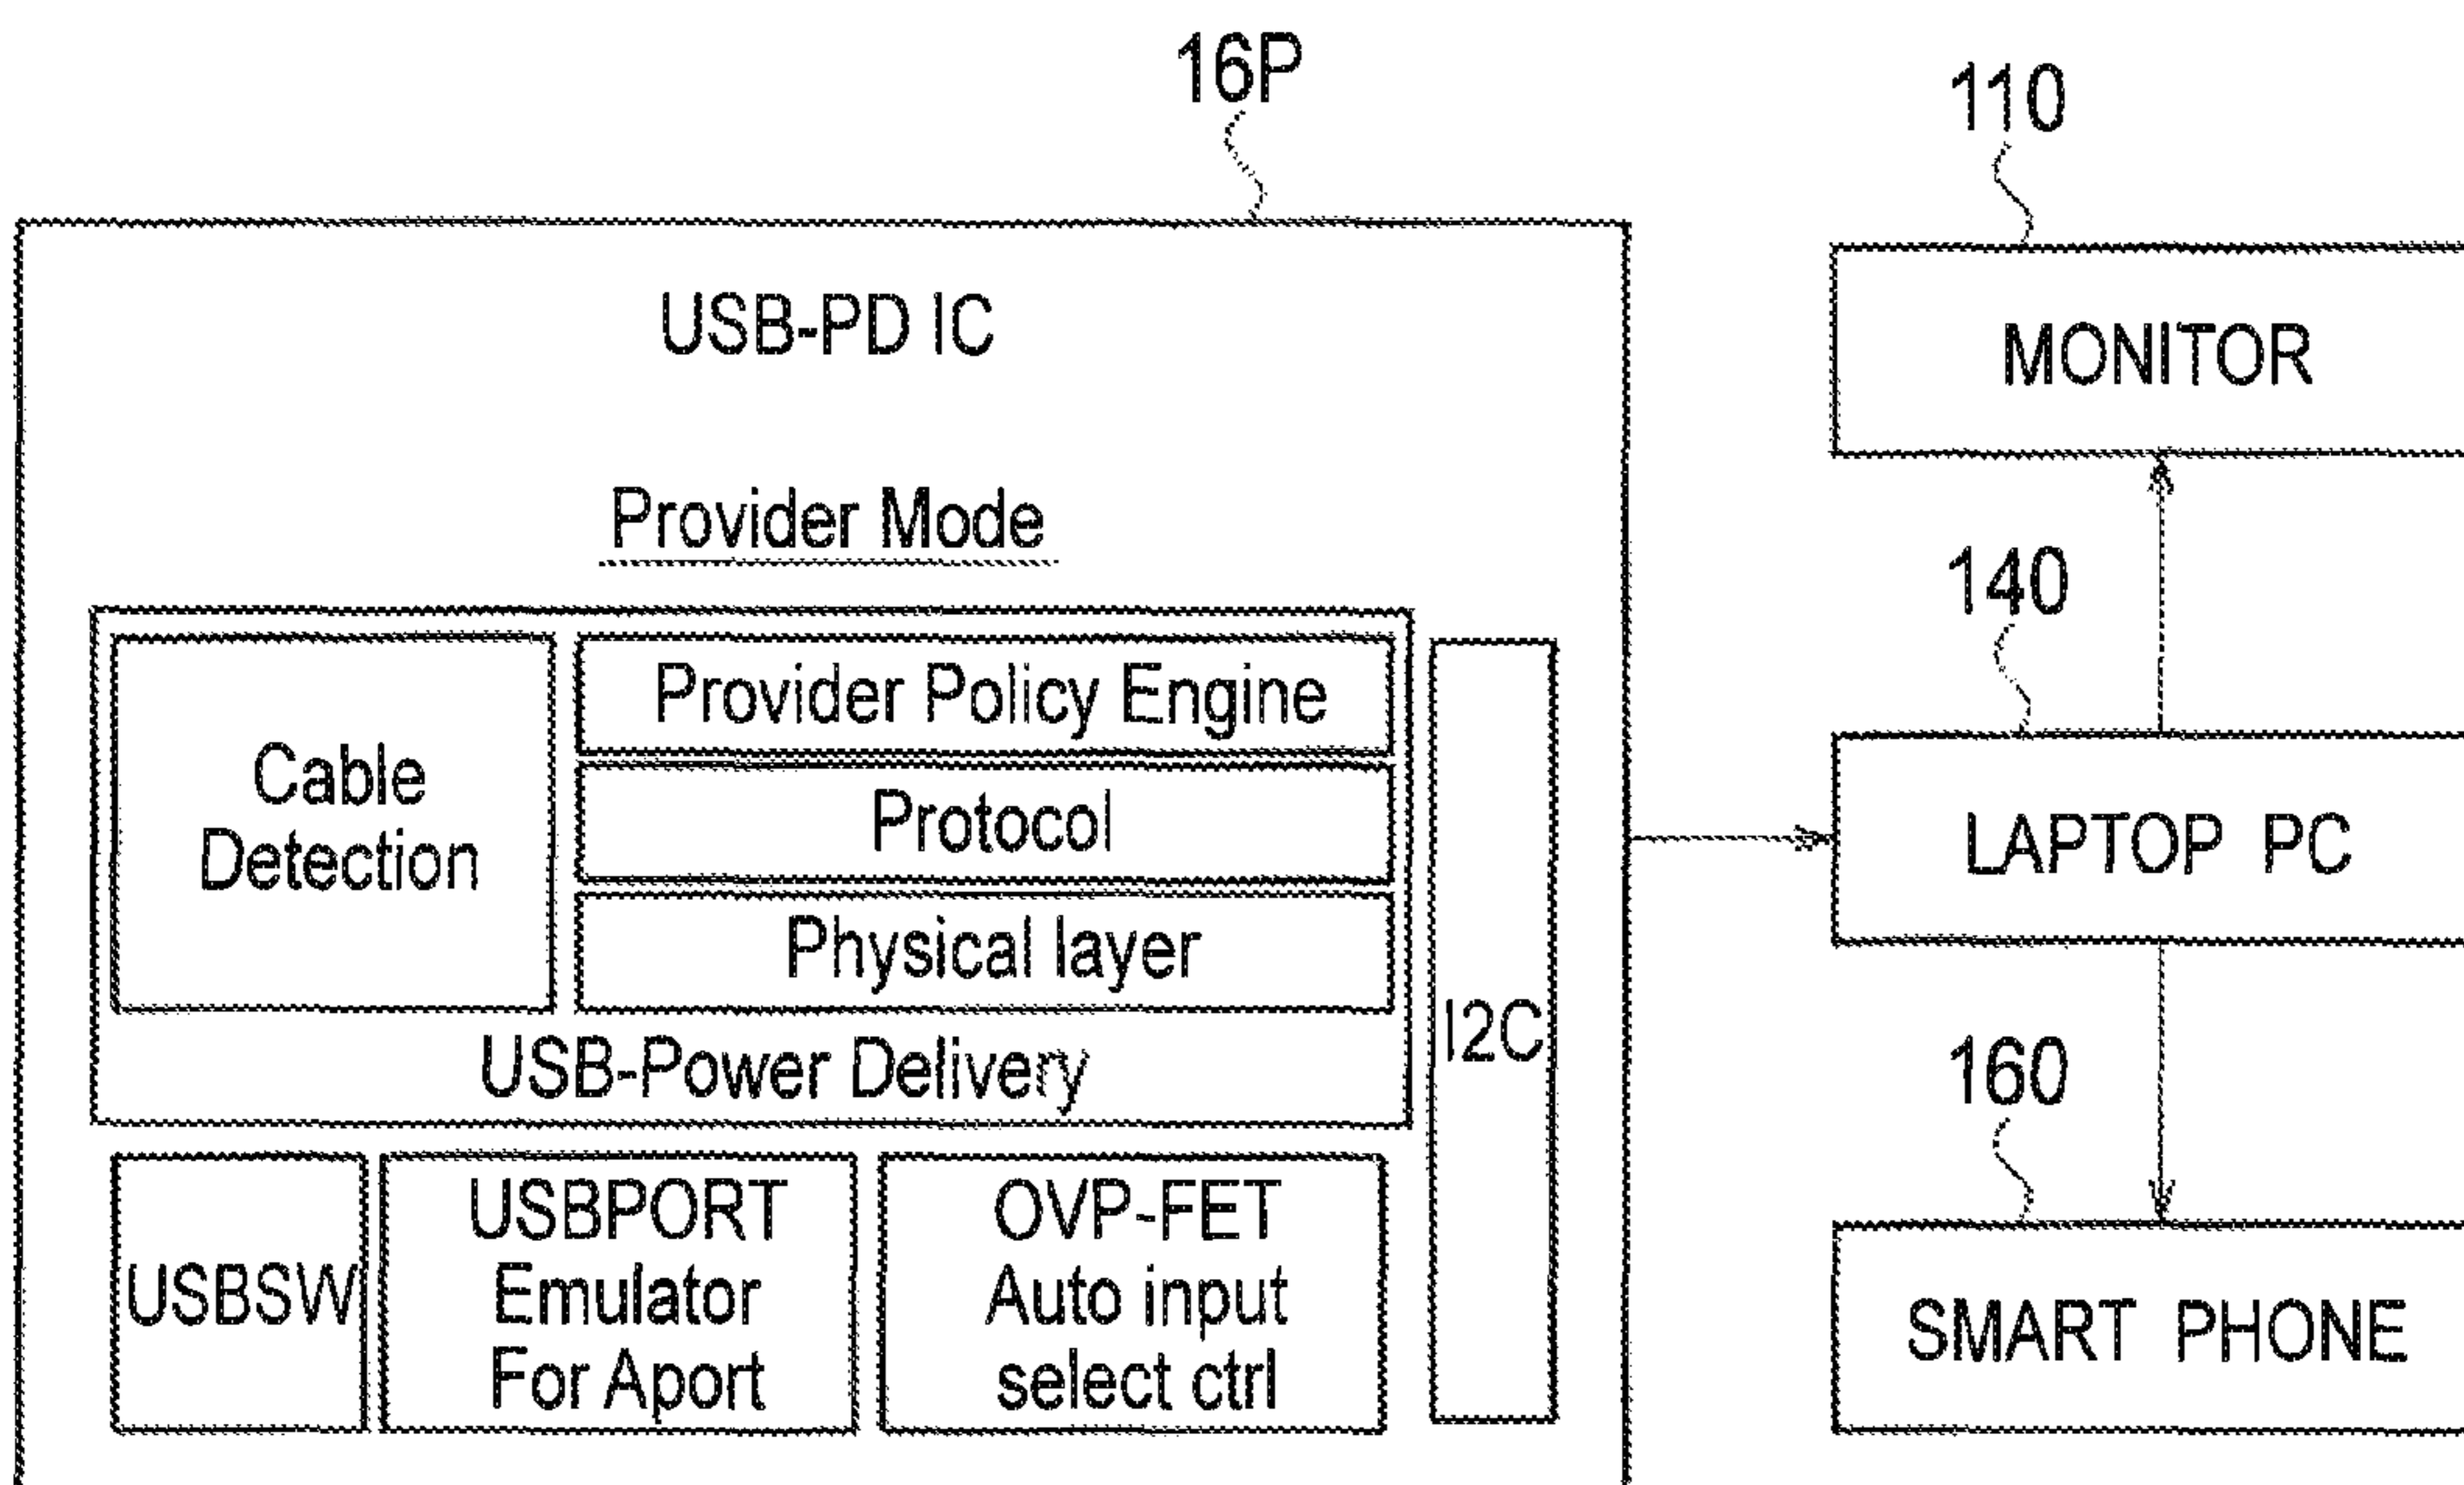 16P
110
USB-PD IC
MONITOR
Provider Mode
140
Provider Policy Engine
Cable
Detection
Protocol
LAPTOP PC
Physical layer
I2C
USB-Power Delivery
160
USBSW
USBPORT
Emulator
For Aport
OVP-FET
Auto input
select ctrl
SMART PHONE